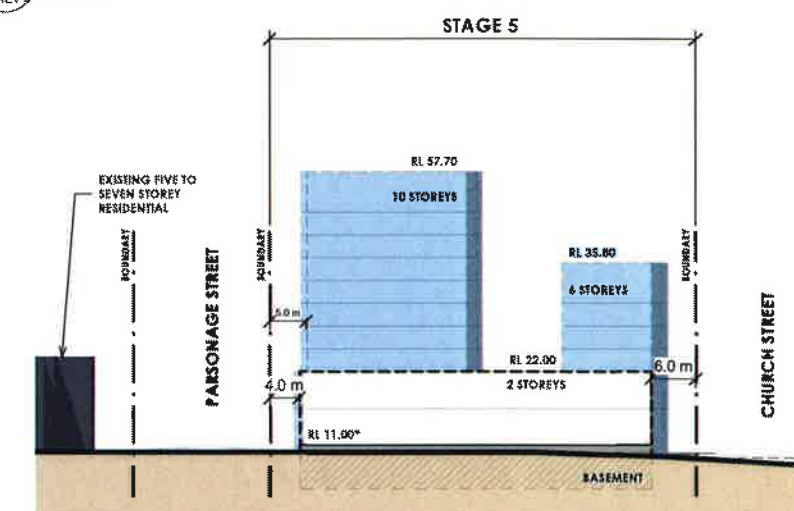 STAGE 5
RL 57.70
10 STOREYS
EXISTING FIVE TO
SEVEN STOREY
RESIDENTIAL
BOUNDARY
BOUNDARY
BOUNDARY
RL 35.80
6 STOREYS
PARSONAGE STREET
CHURCH STREET
5.0 m
RL 22.00
6.0 m
2 STOREYS
4.0 m
RL 11.00*
BASEMENT